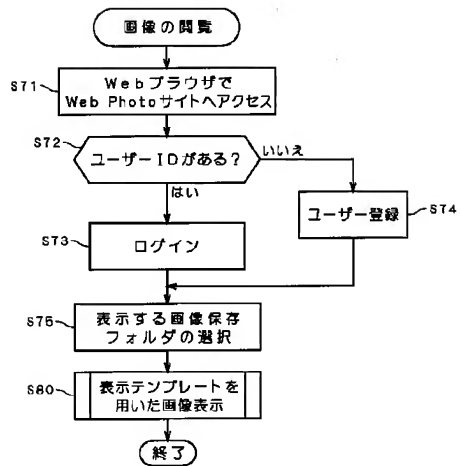 画像の閲覧
S71
Webブラウザで
Web Photoサイトへアクセス
S72
ユーザーIDがある?
いいえ
はい
S73
ログイン
ユーザー登録
S74
S75
表示する画像保存
フォルダの選択
S80
表示テンプレートを
用いた画像表示
終了